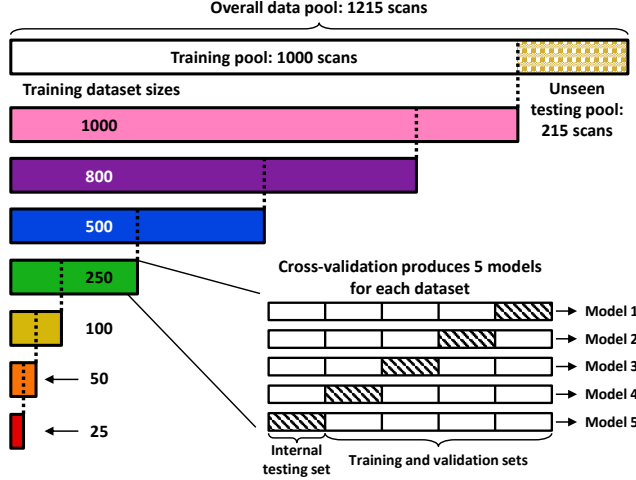 Overall data pool: 1215 scans
Training pool: 1000 scans
Training dataset sizes
Unseen
testing pool:
215 scans
1000
800
500
250
100
50
25
Cross-validation produces 5 models
for each dataset
Model 1
Model 2
Model 3
Model 4
Model 5
Internal
testing set
Training and validation sets